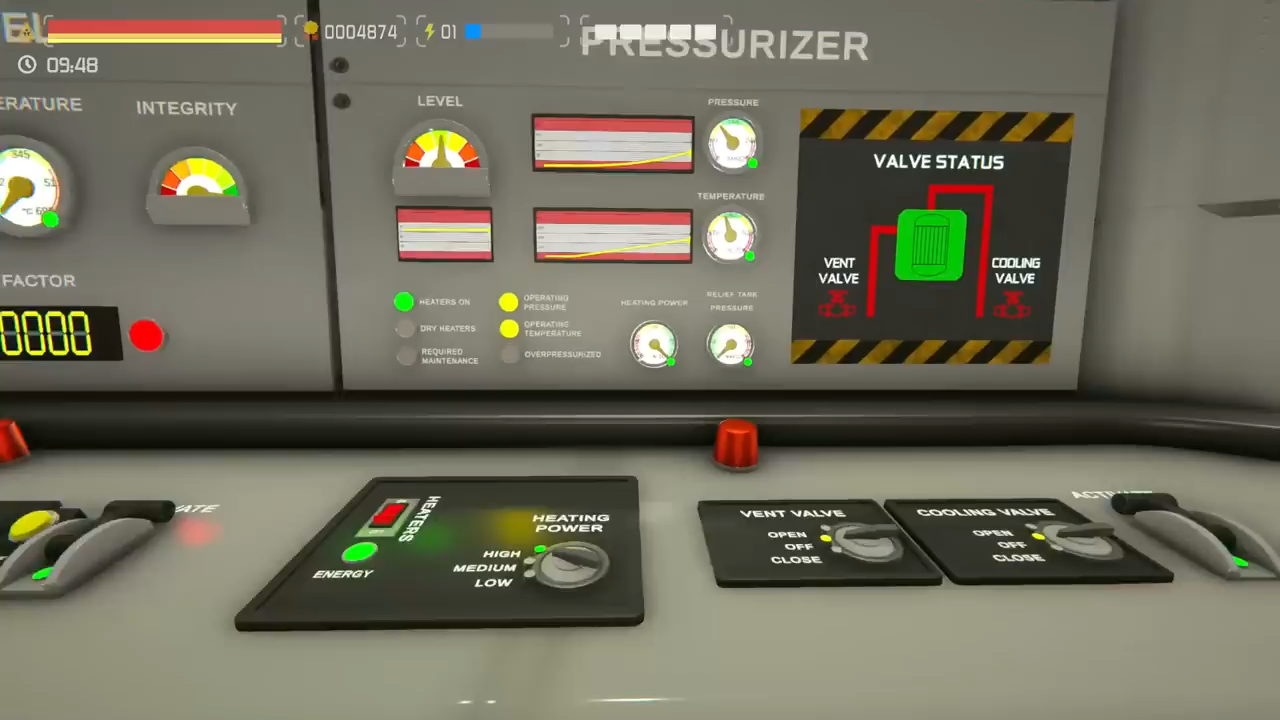 0004874
01
09:48
PRESSURIZER
ERATURE
INTEGRITY
LEVEL
PRESSURE
TEMPERATURE
VALVE STATUS
VENT
VALVE
COOLING
VALVE
FACTOR
0000
HEATERS ON
DRY HEATERS
REQUIRED
MAINTENANCE
OPERATING
PRESSURE
OPERATING
TEMPERATURE
OVERPRESSURIZED
HEATING POWER
RELIEF TANK
PRESSURE
HEATERS
ENERGY
HEATING
POWER
HIGH
MEDIUM
LOW
VENT VALVE
OPEN
OFF
CLOSE
COOLING VALVE
OPEN
OFF
CLOSE